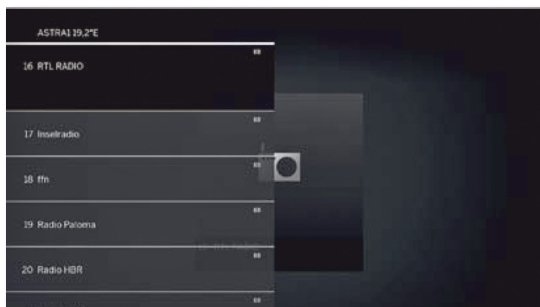 ASTRA1 19,2°E
16 RTL RADIO
17 Inselradio
18 ffn
19 Radio Paloma
20 Radio HBR